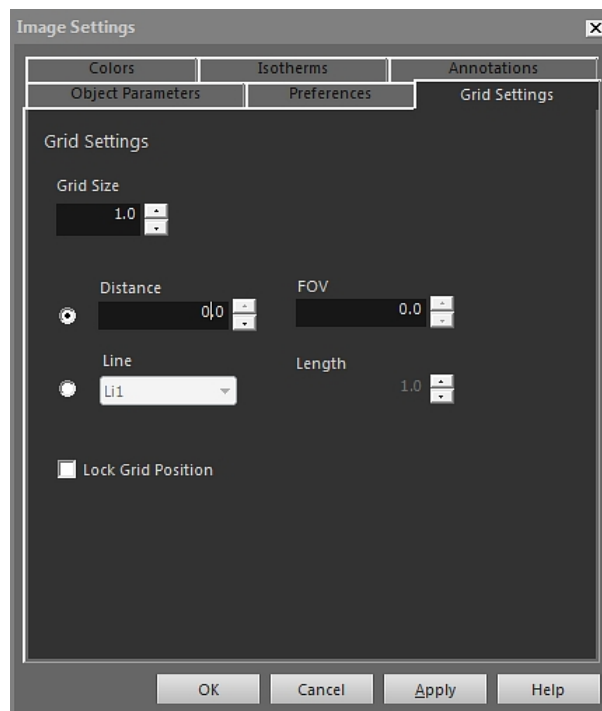 Image Settings
Colors Isotherms Annotations
Object Parameters Preferences Grid Settings
Grid Settings
Grid Size
1.0
Distance FOV
0.0 0.0
Line Length
Li1 1.0
Lock Grid Position
OK Cancel Apply Help